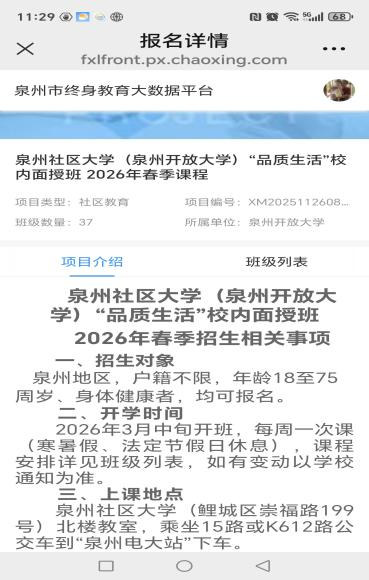 11:29 5G 68
报名详情
fxlfront.px.chaoxing.com
泉州市终身教育大数据平台
泉州社区大学（泉州开放大学）“品质生活”校
内面授班 2026年春季课程
项目类型：社区教育 项目编号：XM2025112608...
班级数量：37 所属单位：泉州开放大学
项目介绍 班级列表
泉州社区大学（泉州开放大
学）“品质生活”校内面授班
2026年春季招生相关事项
一、招生对象
泉州地区，户籍不限，年龄18至75
周岁、身体健康者，均可报名。
二、开学时间
2026年3月中旬开班，每周一次课
（寒暑假、法定节假日休息），课程
安排详见班级列表，如有变动以学校
通知为准。
三、上课地点
泉州社区大学（鲤城区崇福路199
号）北楼教室，乘坐15路或K612路公
交车到“泉州电大站”下车。